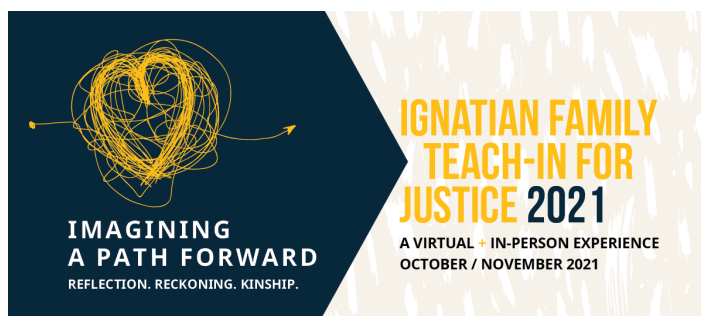 IMAGINING
A PATH FORWARD
REFLECTION. RECKONING. KINSHIP.
IGNATIAN FAMILY
TEACH-IN FOR
JUSTICE 2021
A VIRTUAL + IN-PERSON EXPERIENCE
OCTOBER / NOVEMBER 2021